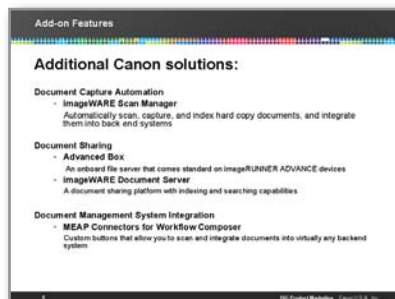 Add-on Features
Additional Canon solutions:
Document Capture Automation
- imageWARE Scan Manager
Automatically scan, capture, and index hard copy documents, and integrate
them into back end systems
Document Sharing
- Advanced Box
An onboard file server that comes standard on imageRUNNER ADVANCE devices
- imageWARE Document Server
A document sharing platform with indexing and searching capabilities
Document Management System Integration
- MEAP Connectors for Workflow Composer
Custom buttons that allow you to scan and integrate documents into virtually any backend
system
Product Marketing Canon U.S.A., Inc.